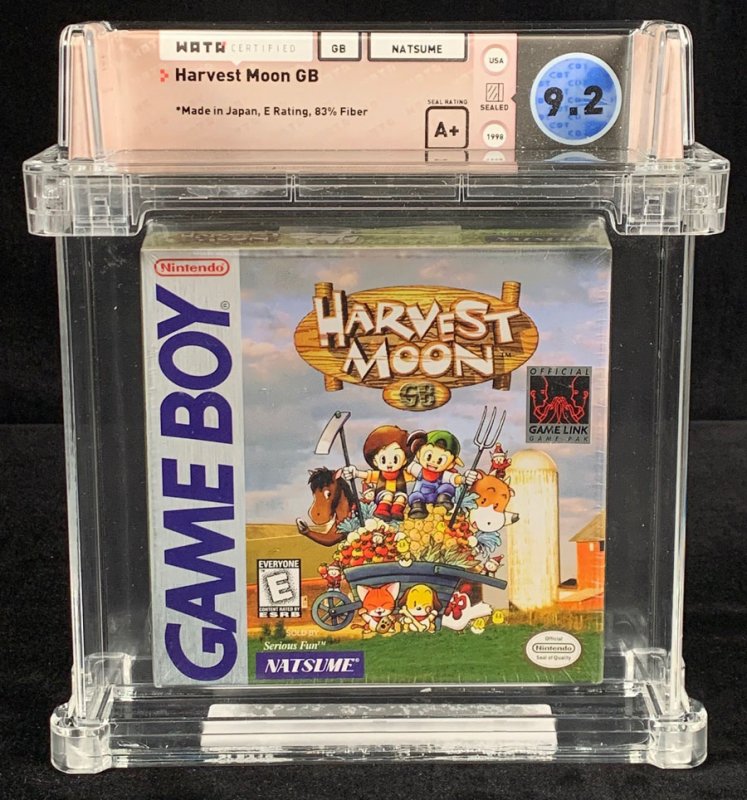 WATA CERTIFIED
GB
NATSUME
Harvest Moon GB
*Made in Japan, E Rating, 83% Fiber
SEAL RATING
A+
USA
SEALED
1998
9.2
Nintendo
GAME BOY
HARVEST
MOON™
GB
OFFICIAL
GAME LINK
GAME PAK
EVERYONE
E
CONTENT RATED BY
ESRB
SOLD BY
Serious Fun™
NATSUME®
Official
Nintendo
Seal of Quality